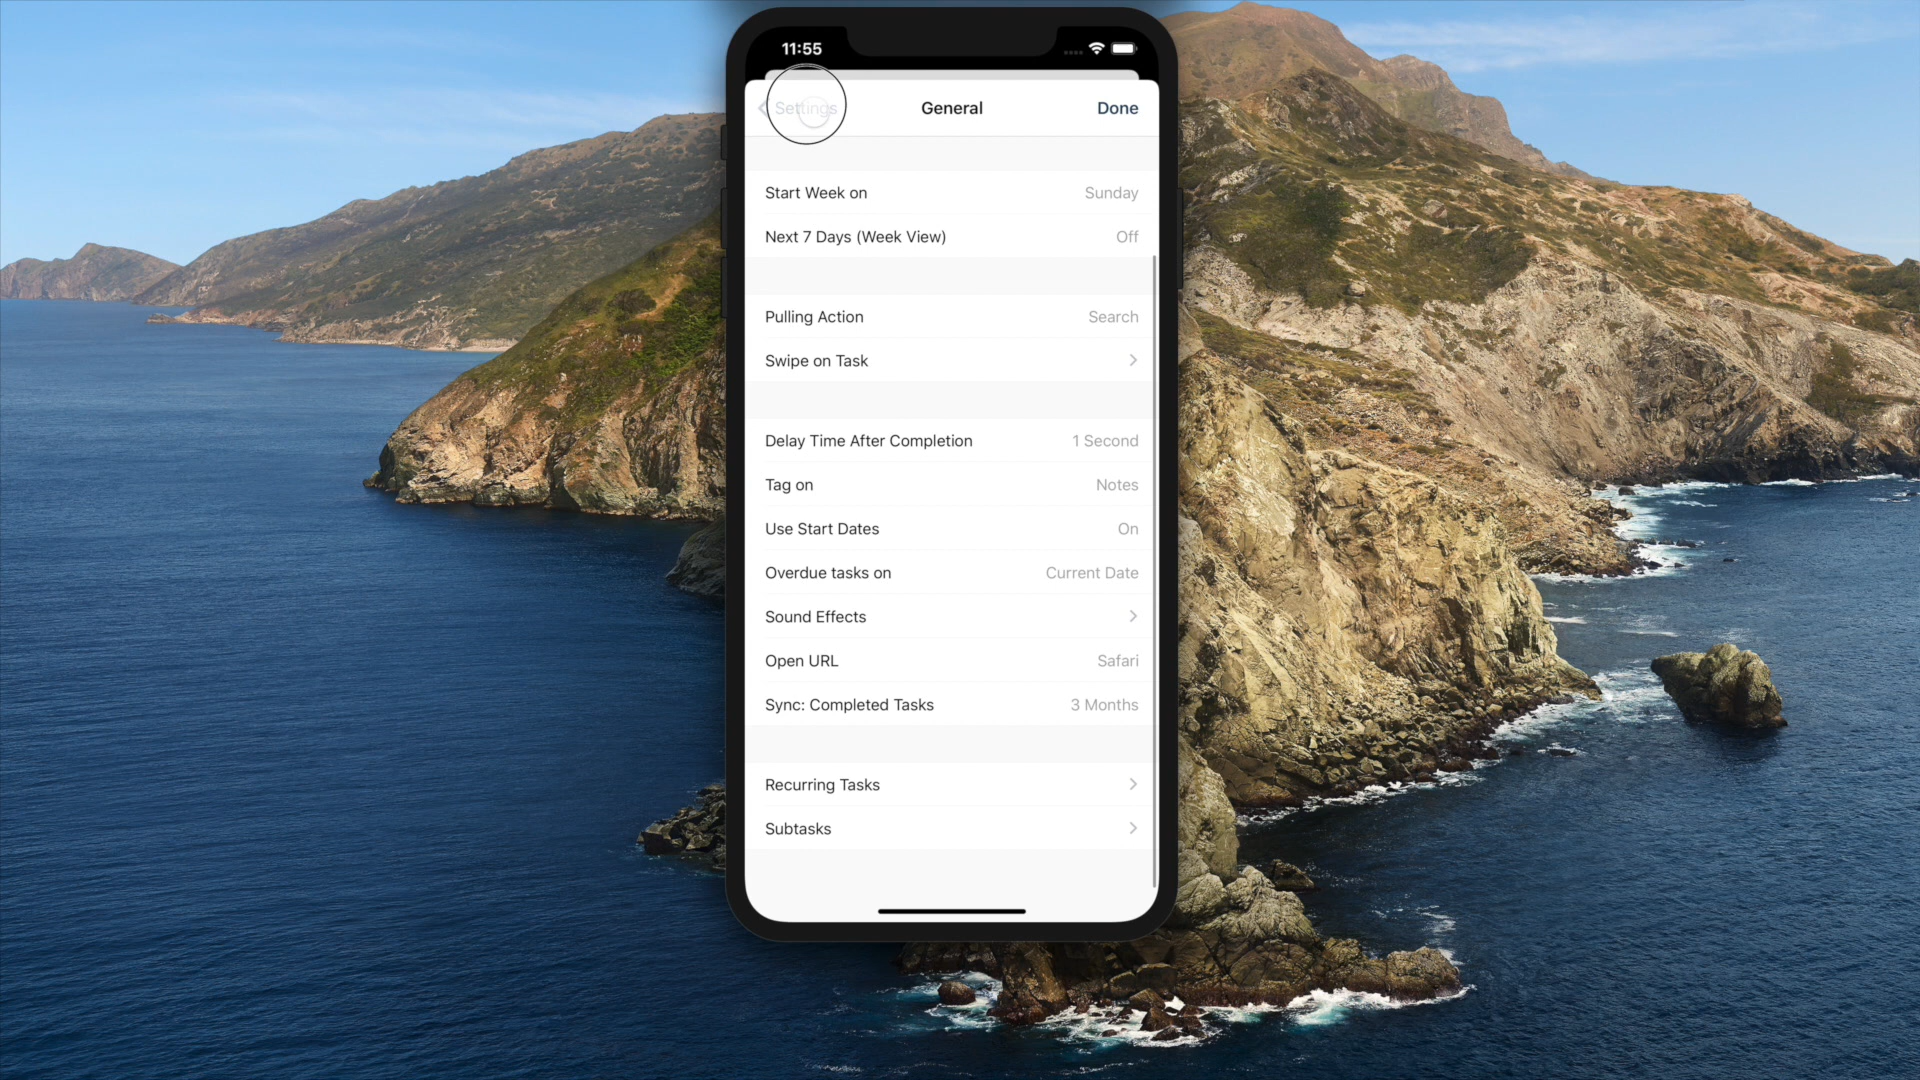 11:55
Settings General Done
Start Week on Sunday
Next 7 Days (Week View) Off
Pulling Action Search
Swipe on Task
Delay Time After Completion 1 Second
Tag on Notes
Use Start Dates On
Overdue tasks on Current Date
Sound Effects
Open URL Safari
Sync: Completed Tasks 3 Months
Recurring Tasks
Subtasks